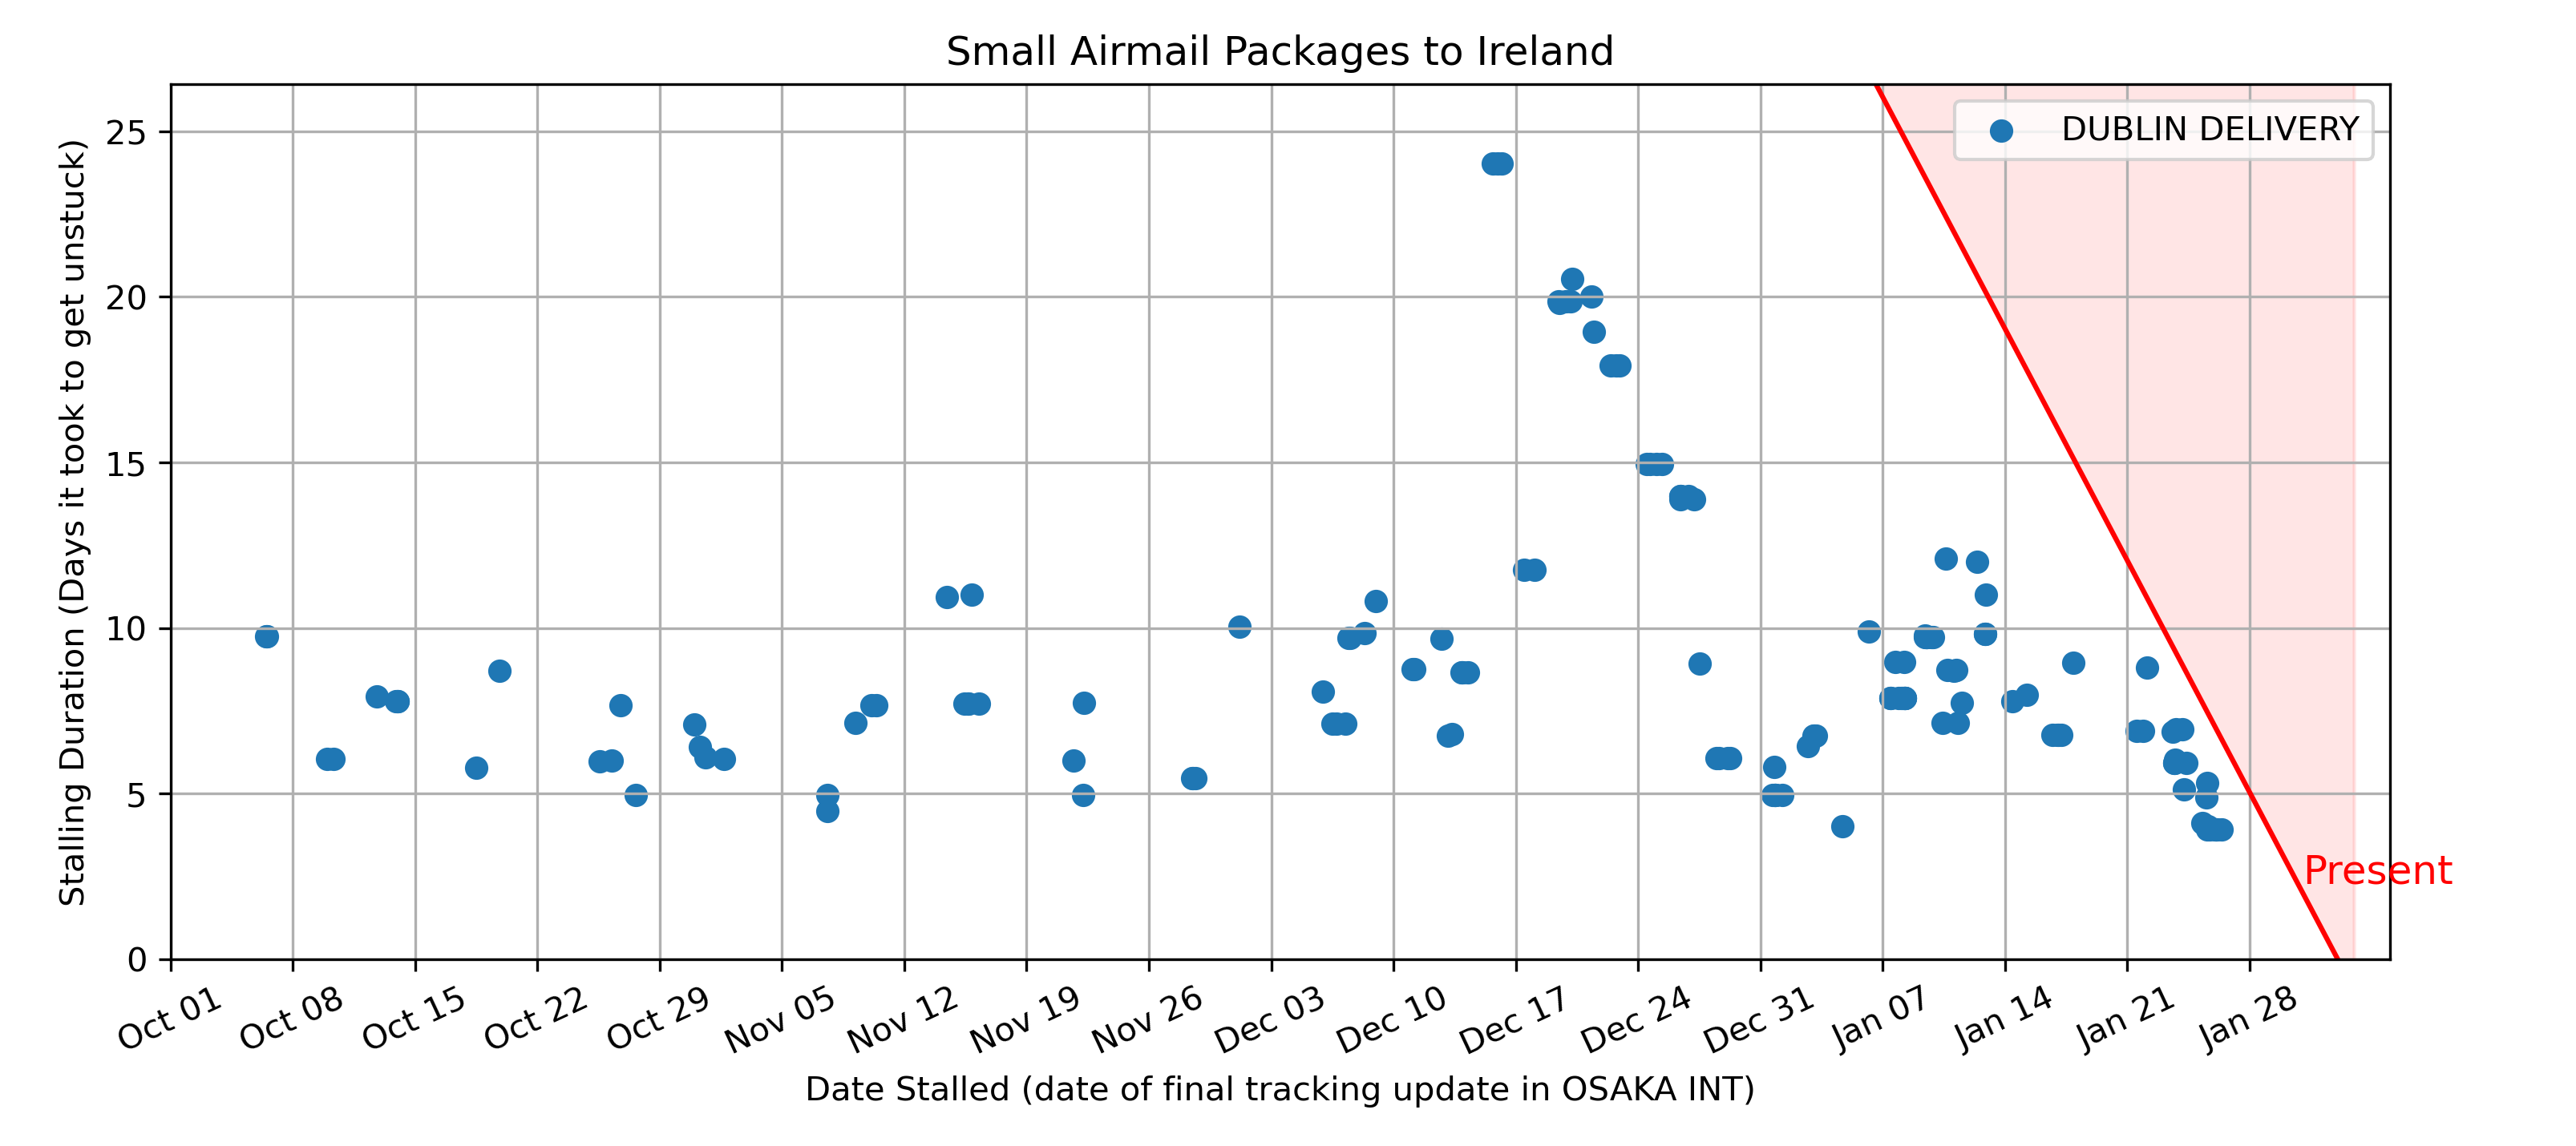 Small Airmail Packages to Ireland
DUBLIN DELIVERY
Stalling Duration (Days it took to get unstuck)
25
20
15
10
5
0
Present
Oct 01
Oct 08
Oct 15
Oct 22
Oct 29
Nov 05
Nov 12
Nov 19
Nov 26
Dec 03
Dec 10
Dec 17
Dec 24
Dec 31
Jan 07
Jan 14
Jan 21
Jan 28
Date Stalled (date of final tracking update in OSAKA INT)